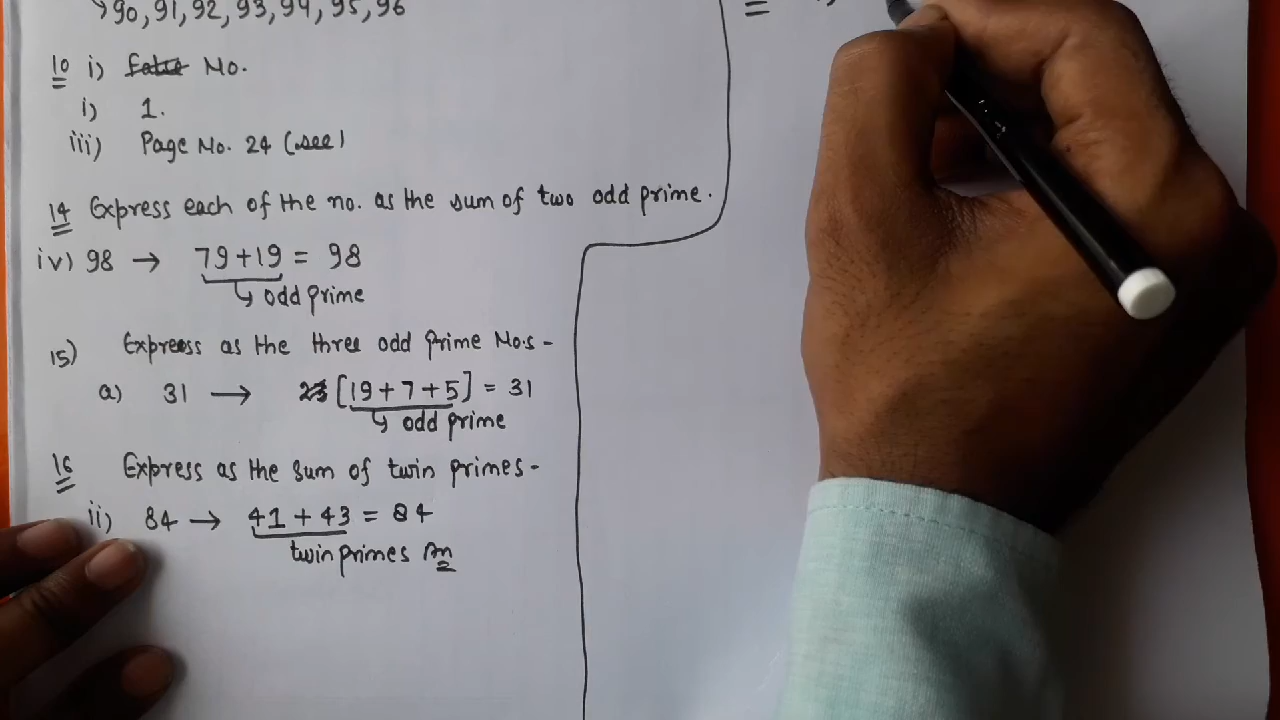 →90, 91, 92, 93, 94, 95, 96
10 i) No.
i) 1.
iii) Page No. 24 (see)
14 Express each of the no. as the sum of two odd prime.
iv) 98 → 79+19 = 98
↳ odd prime
15) Express as the three odd prime No.s -
a) 31 → [19 + 7 + 5] = 31
↳ odd prime
16 Express as the sum of twin primes -
ii) 84 → 41 + 43 = 84
twin primes